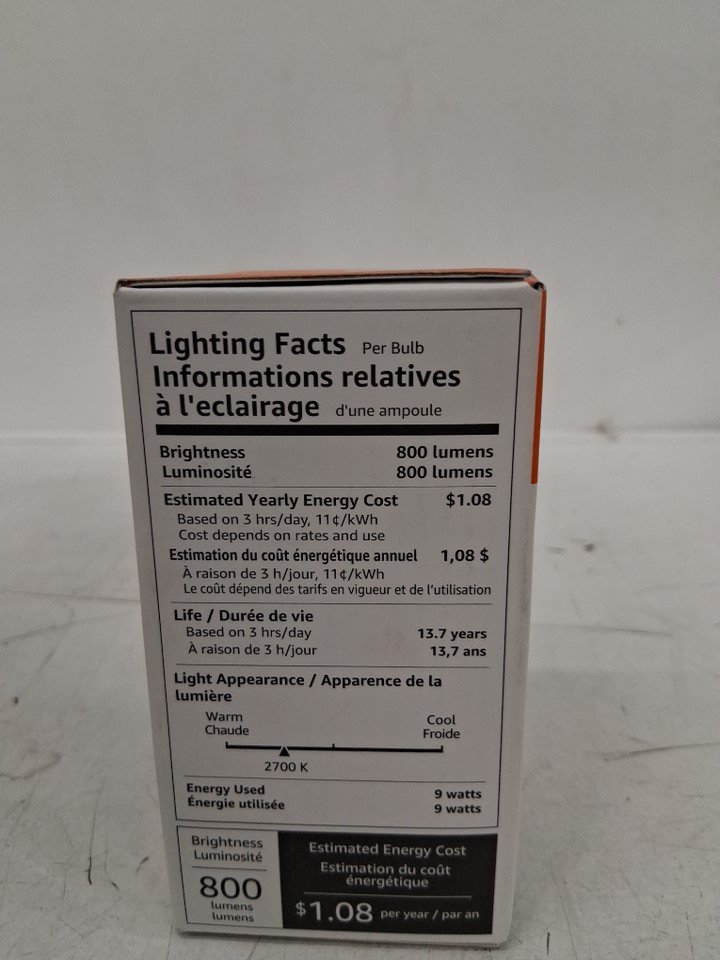 Lighting Facts Per Bulb
Informations relatives
à l'eclairage d'une ampoule
Brightness 800 lumens
Luminosité 800 lumens
Estimated Yearly Energy Cost $1.08
Based on 3 hrs/day, 11¢/kWh
Cost depends on rates and use
Estimation du coût énergétique annuel 1,08 $
À raison de 3 h/jour, 11¢/kWh
Le coût dépend des tarifs en vigueur et de l'utilisation
Life / Durée de vie
Based on 3 hrs/day 13.7 years
À raison de 3 h/jour 13,7 ans
Light Appearance / Apparence de la
lumière
Warm Cool
Chaude Froide
2700 K
Energy Used 9 watts
Énergie utilisée 9 watts
Brightness
Luminosité
800
lumens
lumens
Estimated Energy Cost
Estimation du coût
énergétique
$1.08 per year / par an